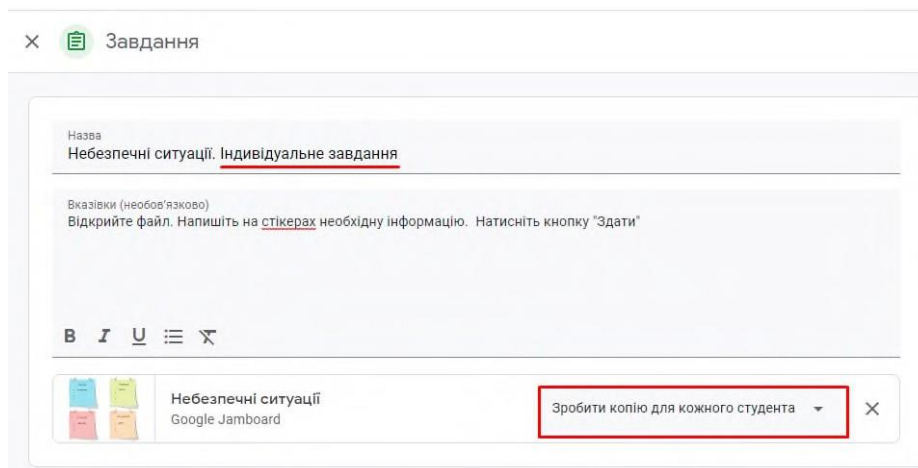 Завдання
Назва
Небезпечні ситуації. Індивідуальне завдання
Вказівки (необов'язково)
Відкрийте файл. Напишіть на стікерах необхідну інформацію. Натисніть кнопку "Здати"
B I U
Небезпечні ситуації
Google Jamboard
Зробити копію для кожного студента